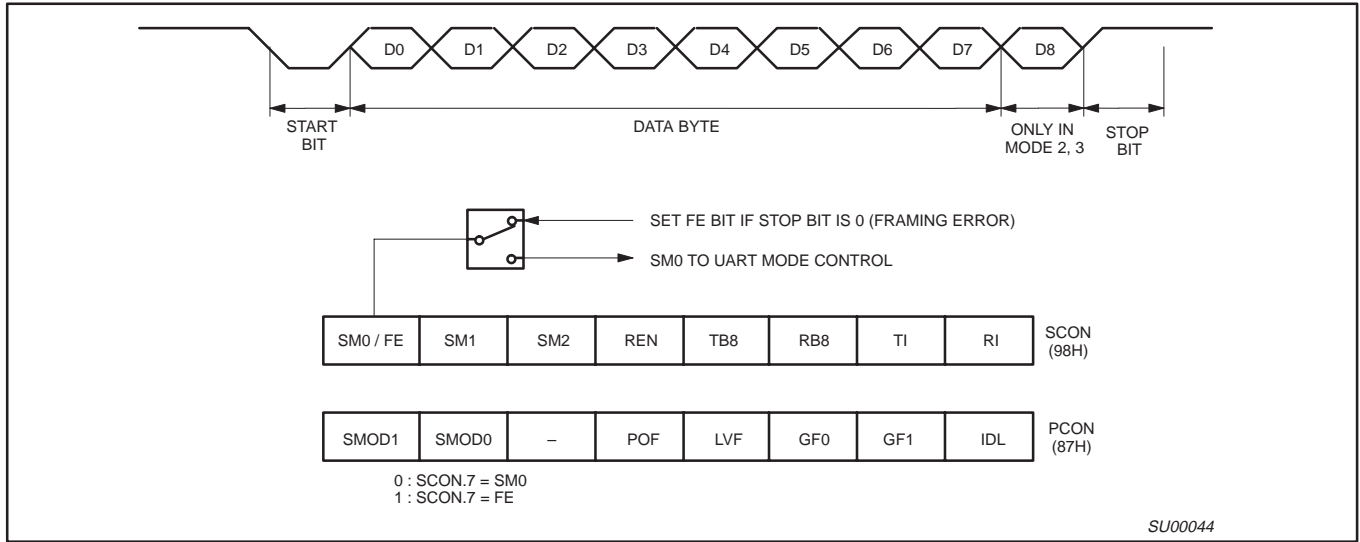 D0 D1 D2 D3 D4 D5 D6 D7 D8
START
BIT
DATA BYTE
ONLY IN
MODE 2, 3
STOP
BIT
SET FE BIT IF STOP BIT IS 0 (FRAMING ERROR)
SM0 TO UART MODE CONTROL
SM0 / FE SM1 SM2 REN TB8 RB8 TI RI
SCON
(98H)
SMOD1 SMOD0 – POF LVF GF0 GF1 IDL
PCON
(87H)
0 : SCON.7 = SM0
1 : SCON.7 = FE
SU00044